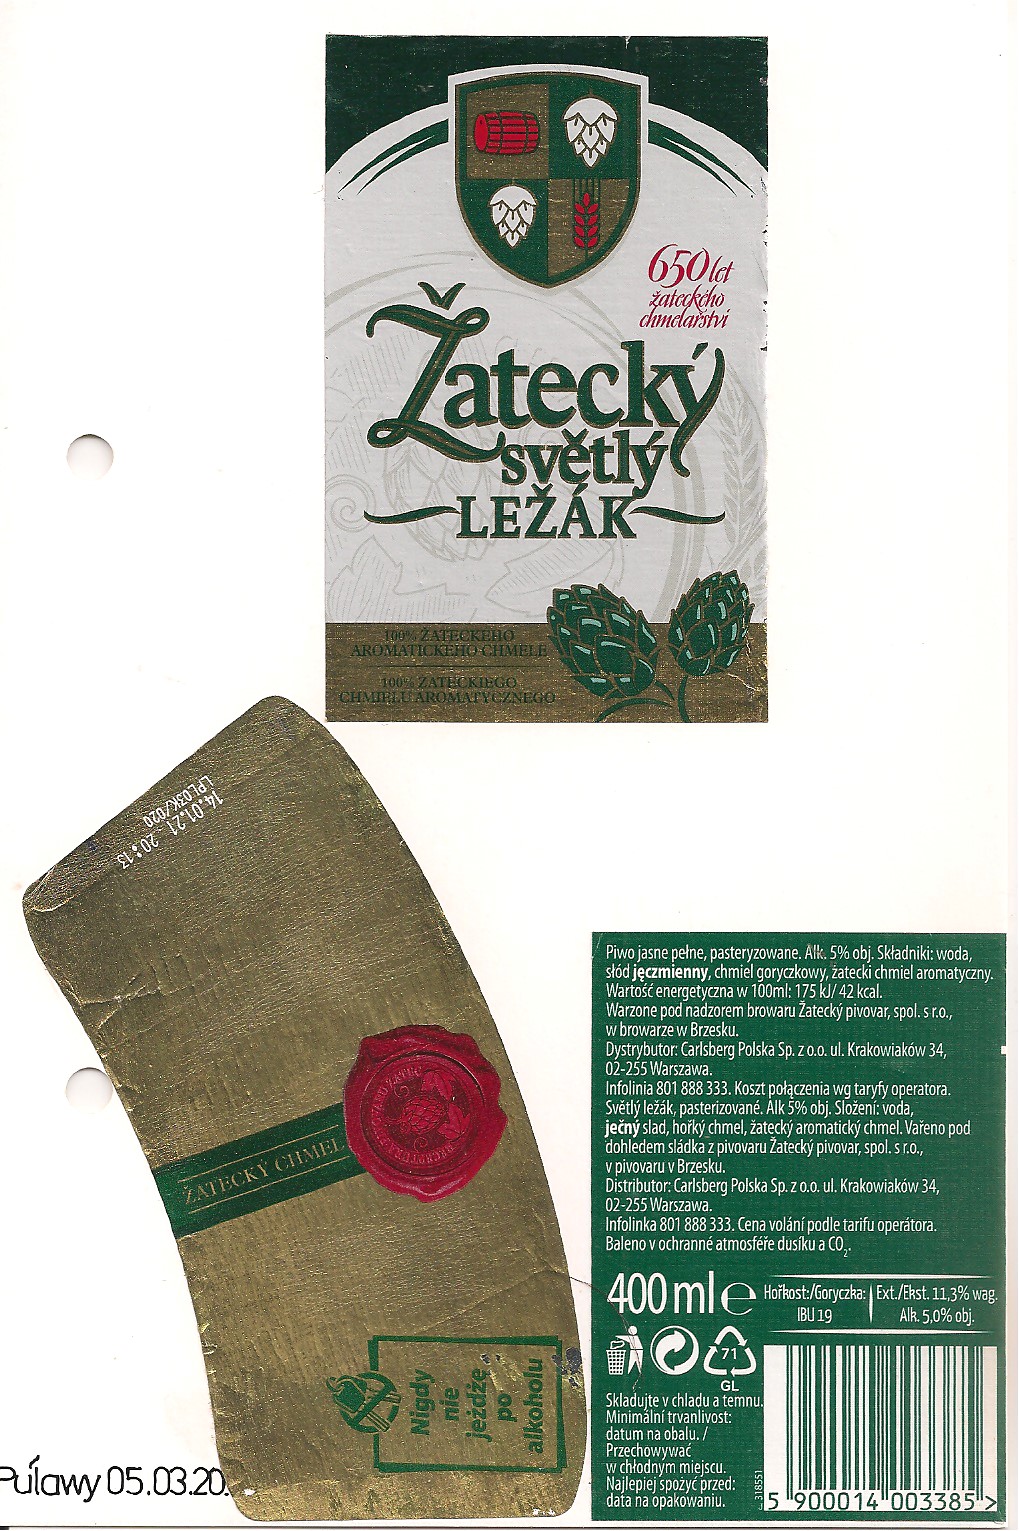 650 let
žateckého
chmelařství
Žatecký
světlý
LEŽÁK
100% ŽATECKÉHO
AROMATICKÉHO CHMELE
100% ŻATECKIEGO
CHMIELU AROMATYCZNEGO
14.01.21 20:13
LPL03K/020
ŽATECKÝ CHMEL
Nigdy
nie
jeżdżę
po
alkoholu
Puławy 05.03.20
Piwo jasne pełne, pasteryzowane. Alk. 5% obj. Składniki: woda,
słód jęczmienny, chmiel goryczkowy, żatecki chmiel aromatyczny.
Wartość energetyczna w 100ml: 175 kJ/ 42 kcal.
Warzone pod nadzorem browaru Žatecký pivovar, spol. s r.o.,
w browarze w Brzesku.
Dystrybutor: Carlsberg Polska Sp. z o.o. ul. Krakowiaków 34,
02-255 Warszawa.
Infolinia 801 888 333. Koszt połączenia wg taryfy operatora.
Světlý ležák, pasterizované. Alk 5% obj. Složení: voda,
ječný slad, hořký chmel, žatecký aromatický chmel. Vařeno pod
dohledem sládka z pivovaru Žatecký pivovar, spol. s r.o.,
v pivovaru v Brzesku.
Distributor: Carlsberg Polska Sp. z o.o. ul. Krakowiaków 34,
02-255 Warszawa.
Infolinka 801 888 333. Cena volání podle tarifu operátora.
Baleno v ochranné atmosféře dusíku a CO₂.
400 ml ℮
Hořkost:/Goryczka:
IBU 19
Ext./Ekst. 11,3% wag.
Alk. 5,0% obj.
71
GL
Skladujte v chladu a temnu.
Minimální trvanlivost:
datum na obalu. /
Przechowywać
w chłodnym miejscu.
Najlepiej spożyć przed:
data na opakowaniu.
318551
5 900014 003385 >